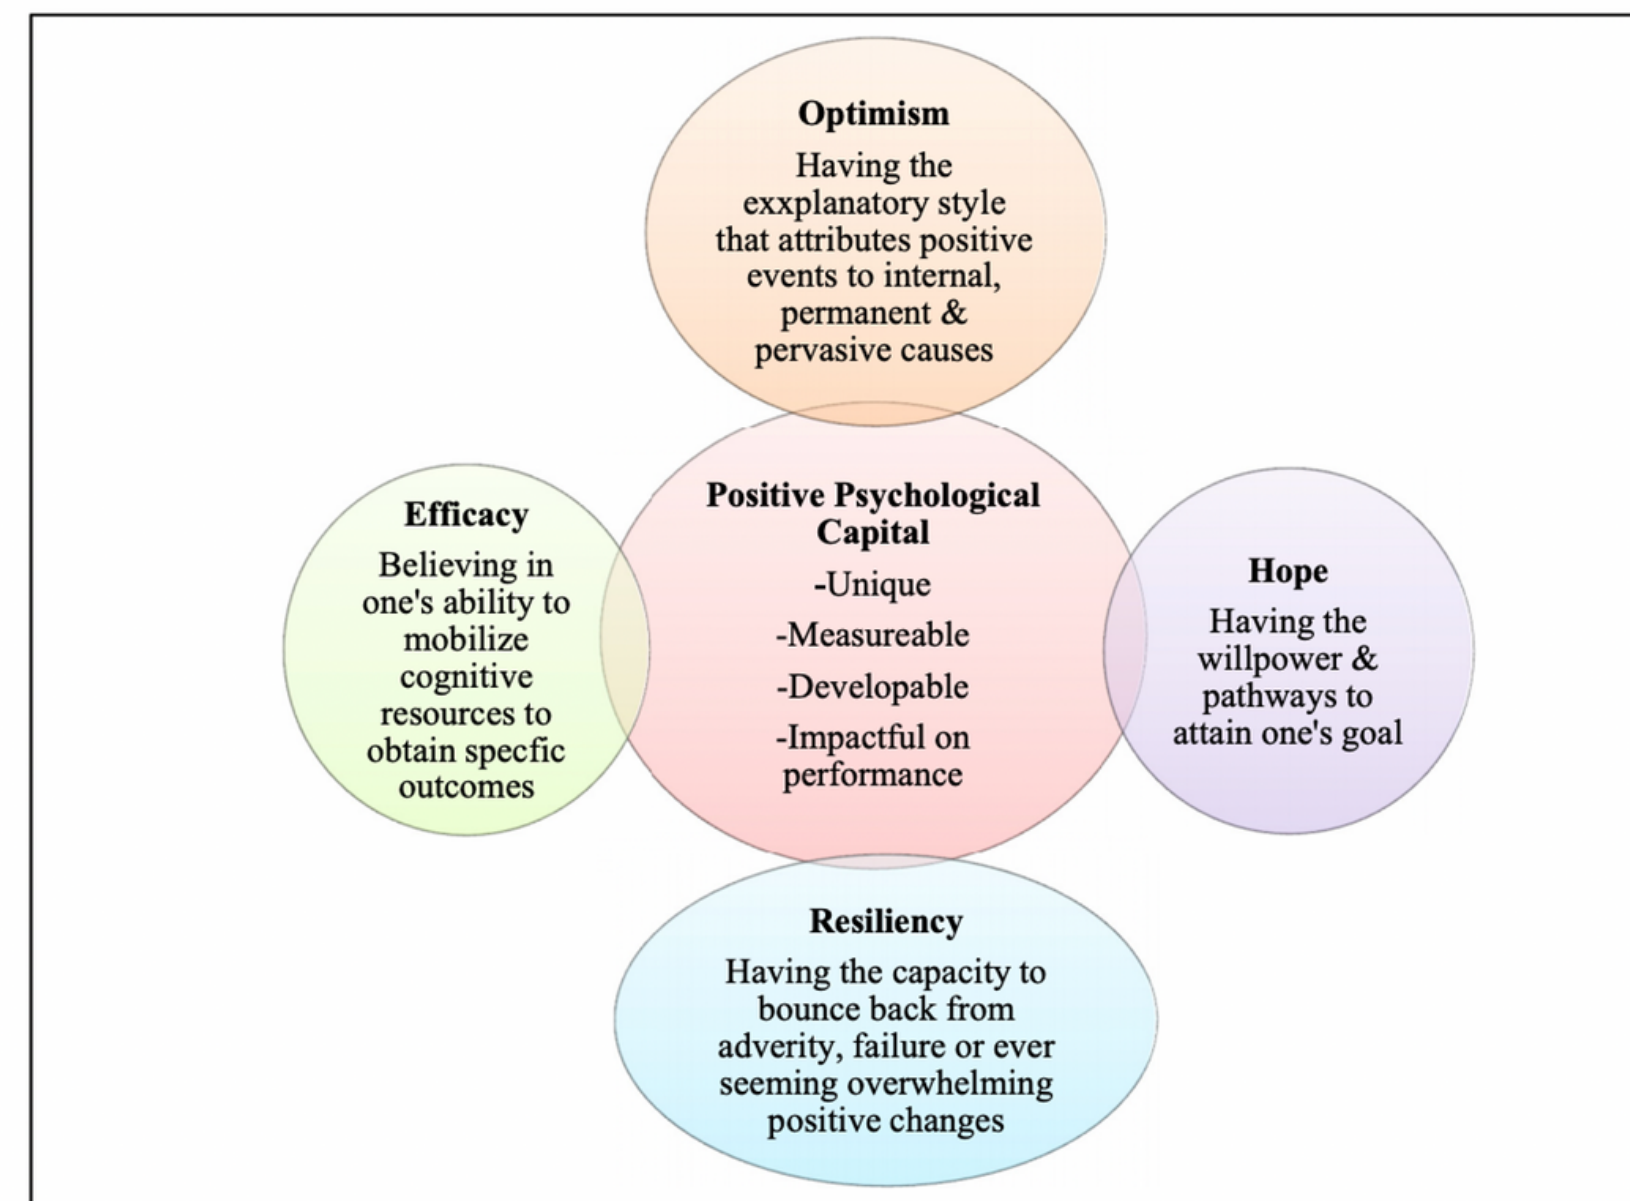 Optimism
Having the
exxplanatory style
that attributes positive
events to internal,
permanent &
pervasive causes
Efficacy
Believing in
one's ability to
mobilize
cognitive
resources to
obtain specfic
outcomes
Positive Psychological
Capital
-Unique
-Measureable
-Developable
-Impactful on
performance
Hope
Having the
willpower &
pathways to
attain one's goal
Resiliency
Having the capacity to
bounce back from
adverity, failure or ever
seeming overwhelming
positive changes